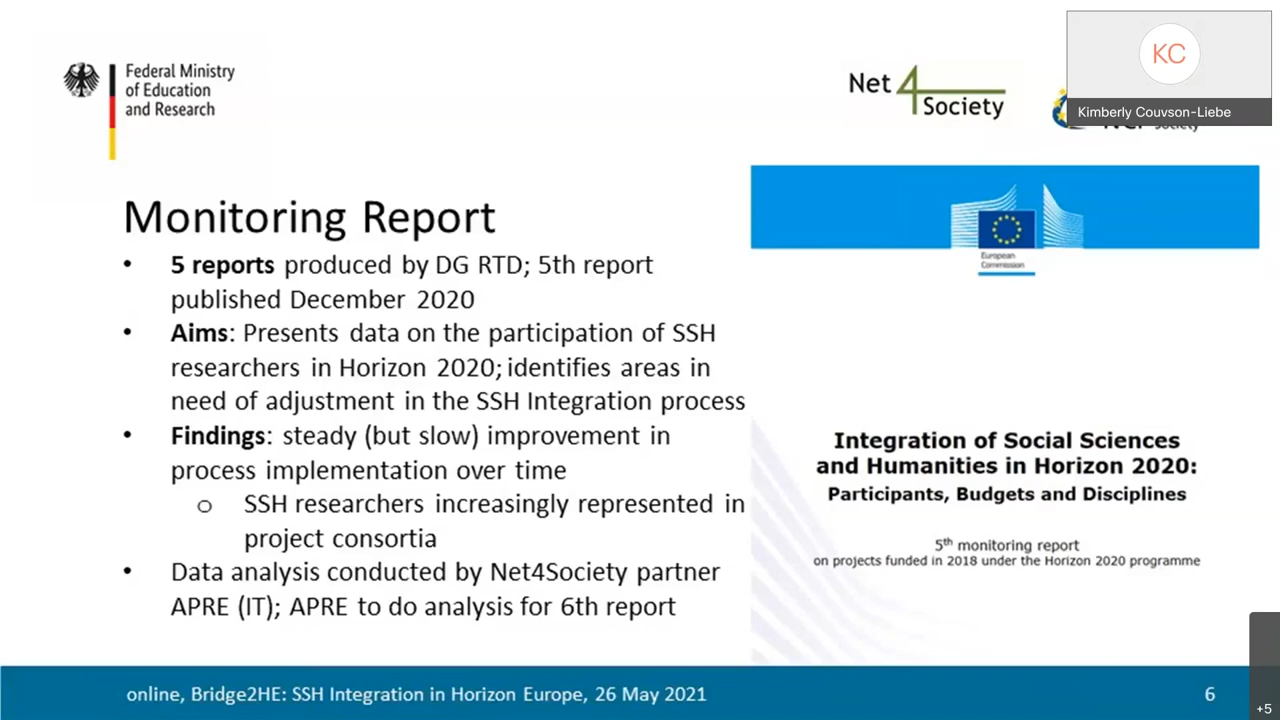 Federal Ministry
of Education
and Research
Net
4
Society
KC
Kimberly Couvson-Liebe
Society
European
Commission
Monitoring Report
• 5 reports produced by DG RTD; 5th report
published December 2020
• Aims: Presents data on the participation of SSH
researchers in Horizon 2020; identifies areas in
need of adjustment in the SSH Integration process
• Findings: steady (but slow) improvement in
process implementation over time
o SSH researchers increasingly represented in
project consortia
• Data analysis conducted by Net4Society partner
APRE (IT); APRE to do analysis for 6th report
Integration of Social Sciences
and Humanities in Horizon 2020:
Participants, Budgets and Disciplines
5th monitoring report
on projects funded in 2018 under the Horizon 2020 programme
online, Bridge2HE: SSH Integration in Horizon Europe, 26 May 2021
6
+5